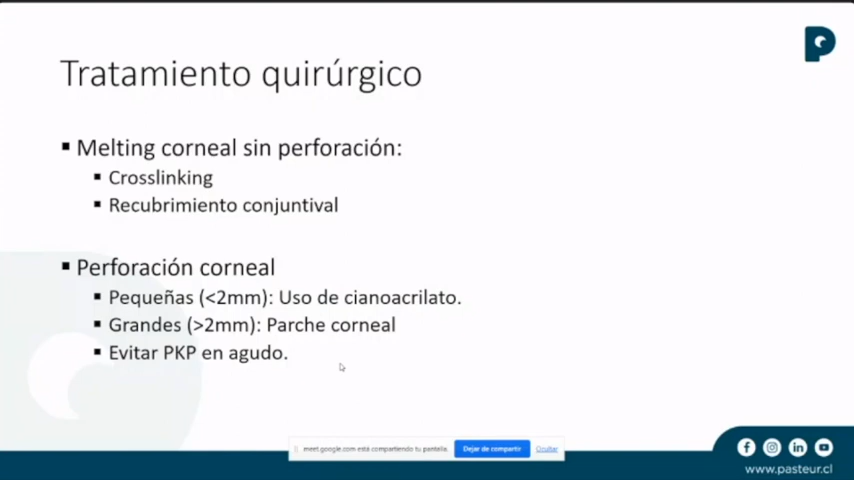 Tratamiento quirúrgico
▪ Melting corneal sin perforación:
▪ Crosslinking
▪ Recubrimiento conjuntival
▪ Perforación corneal
▪ Pequeñas (<2mm): Uso de cianoacrilato.
▪ Grandes (>2mm): Parche corneal
▪ Evitar PKP en agudo.
meet.google.com está compartiendo tu pantalla. Dejar de compartir Ocultar
www.pasteur.cl